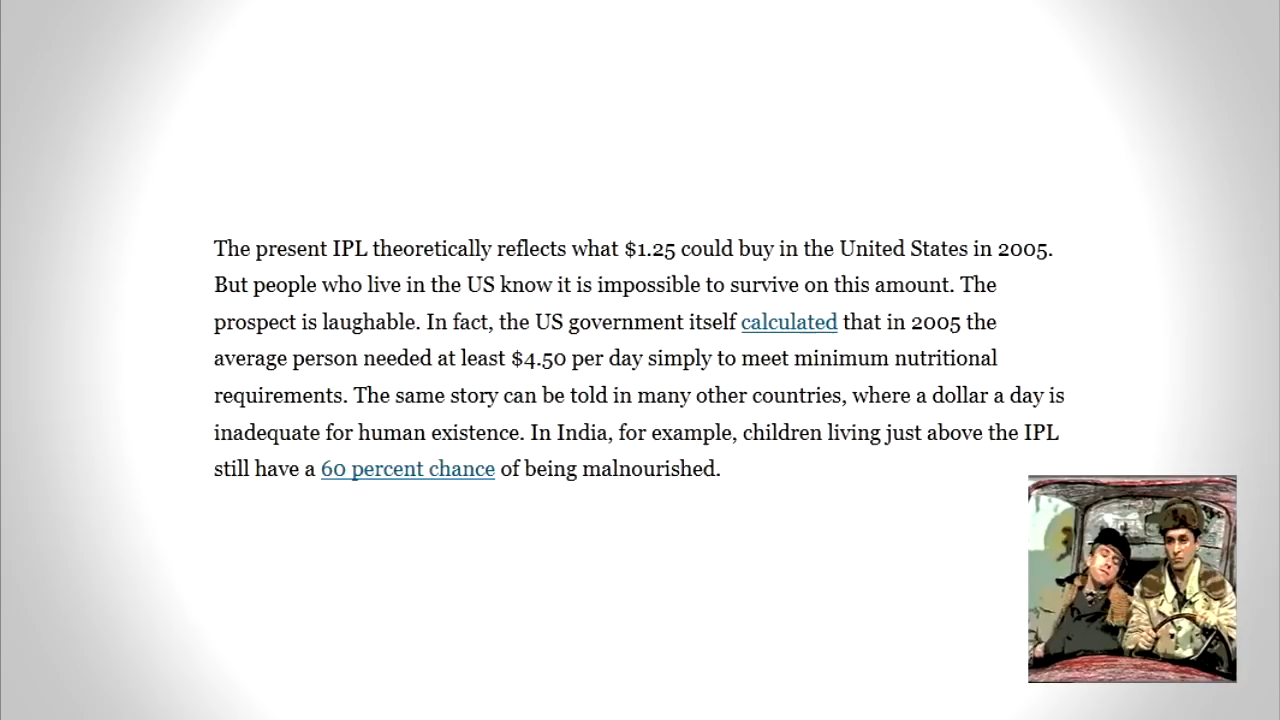 The present IPL theoretically reflects what $1.25 could buy in the United States in 2005.
But people who live in the US know it is impossible to survive on this amount. The
prospect is laughable. In fact, the US government itself calculated that in 2005 the
average person needed at least $4.50 per day simply to meet minimum nutritional
requirements. The same story can be told in many other countries, where a dollar a day is
inadequate for human existence. In India, for example, children living just above the IPL
still have a 60 percent chance of being malnourished.